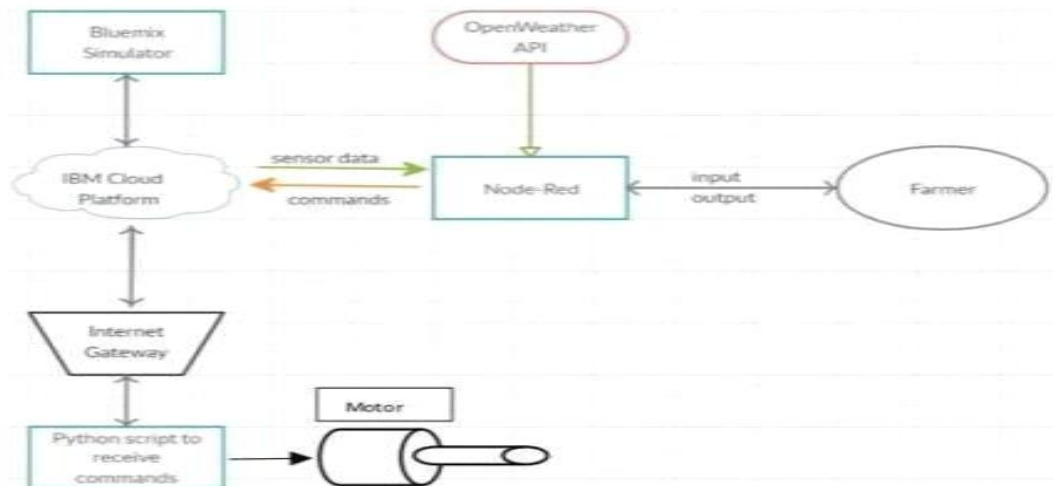 Bluemix
Simulator
OpenWeather
API
sensor data
IBM Cloud
Platform
commands
Node-Red
input
output
Farmer
Internet
Gateway
Motor
Python script to
receive
commands